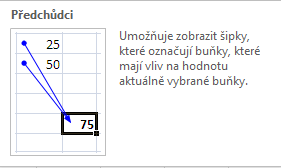 Předchůdci
25
50
75
Umožňuje zobrazit šipky,
které označují buňky, které
mají vliv na hodnotu
aktuálně vybrané buňky.